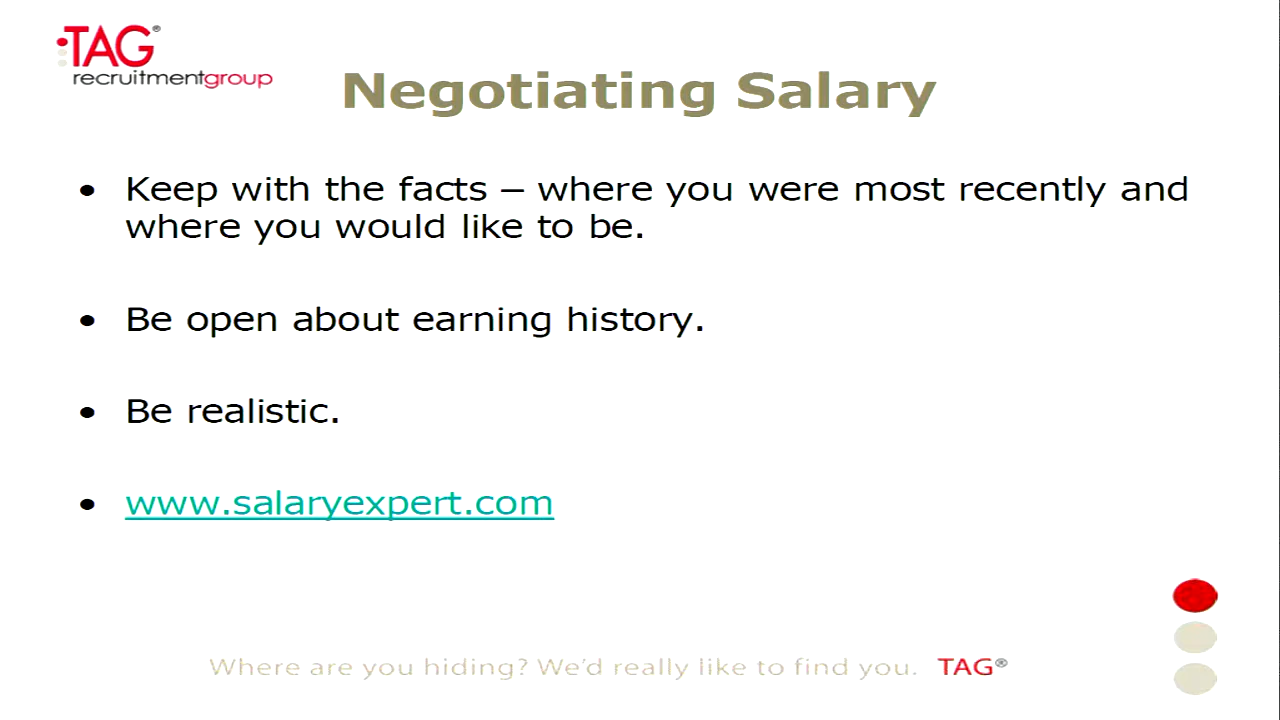 TAG®
recruitmentgroup
Negotiating Salary
• Keep with the facts – where you were most recently and
where you would like to be.
• Be open about earning history.
• Be realistic.
• www.salaryexpert.com
Where are you hiding? We'd really like to find you. TAG®